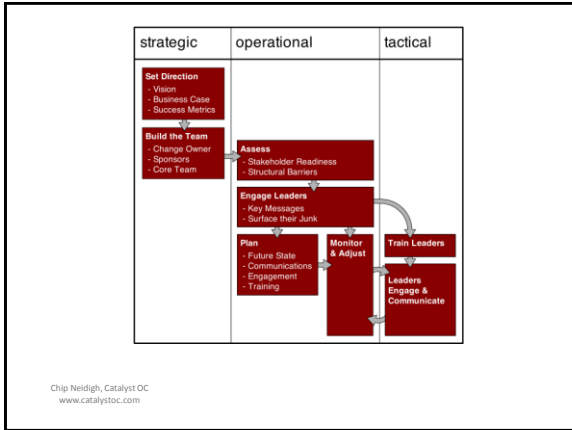 strategic
operational
tactical
Set Direction
- Vision
- Business Case
- Success Metrics
Build the Team
- Change Owner
- Sponsors
- Core Team
Assess
- Stakeholder Readiness
- Structural Barriers
Engage Leaders
- Key Messages
- Surface their Junk
Plan
- Future State
- Communications
- Engagement
- Training
Monitor
& Adjust
Train Leaders
Leaders
Engage &
Communicate
Chip Neidigh, Catalyst OC
www.catalystoc.com